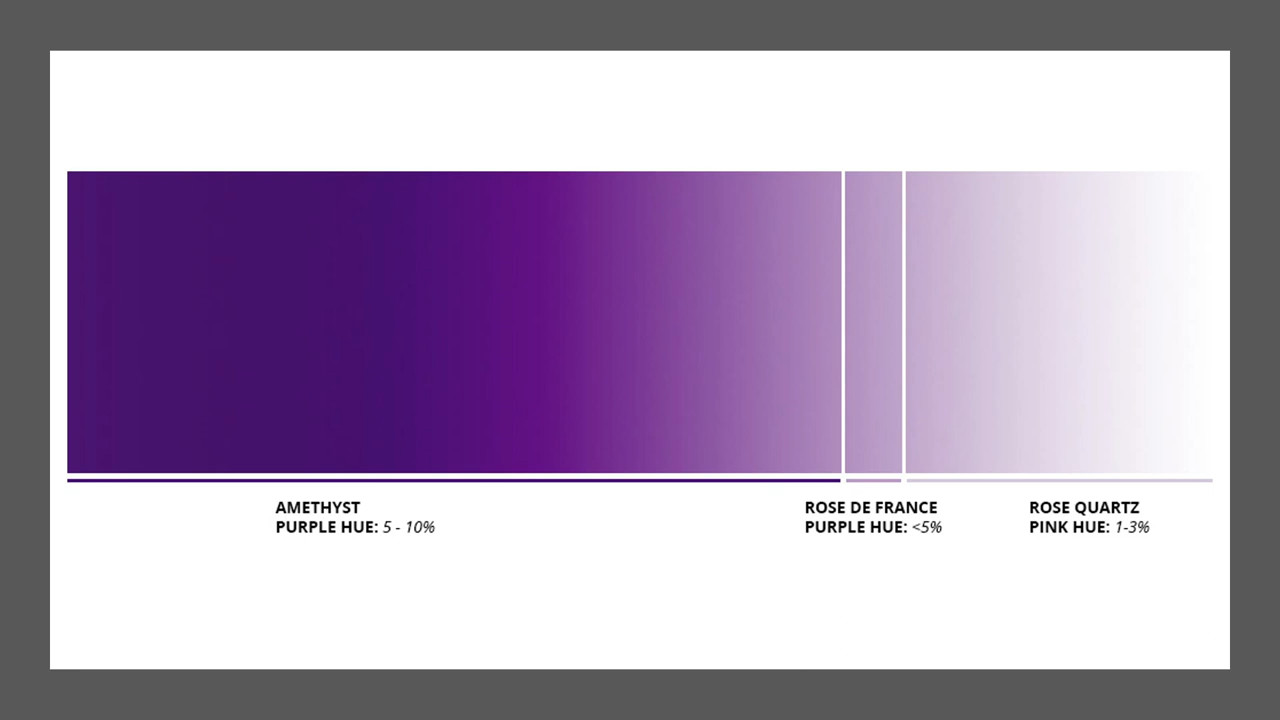 AMETHYST
PURPLE HUE: 5 - 10%
ROSE DE FRANCE
PURPLE HUE: <5%
ROSE QUARTZ
PINK HUE: 1-3%